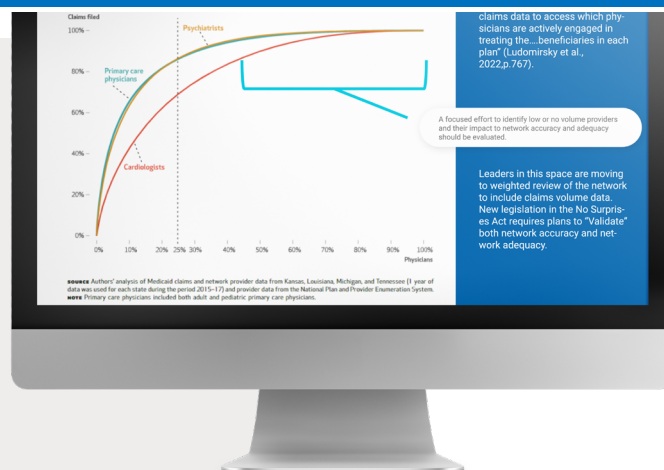 Claims filed
100%
80%
60%
40%
20%
0%
Psychiatrists
Primary care
physicians
Cardiologists
0% 10% 20% 25% 30% 40% 50% 60% 70% 80% 90% 100%
Physicians
SOURCE Authors' analysis of Medicaid claims and network provider data from Kansas, Louisiana, Michigan, and Tennessee (1 year of
data was used for each state during the period 2015–17) and provider data from the National Plan and Provider Enumeration System.
NOTE Primary care physicians included both adult and pediatric primary care physicians.
claims data to access which phy-
sicians are actively engaged in
treating the....beneficiaries in each
plan" (Ludomirsky et al.,
2022,p.767).
A focused effort to identify low or no volume providers
and their impact to network accuracy and adequacy
should be evaluated.
Leaders in this space are moving
to weighted review of the network
to include claims volume data.
New legislation in the No Surpris-
es Act requires plans to "Validate"
both network accuracy and net-
work adequacy.